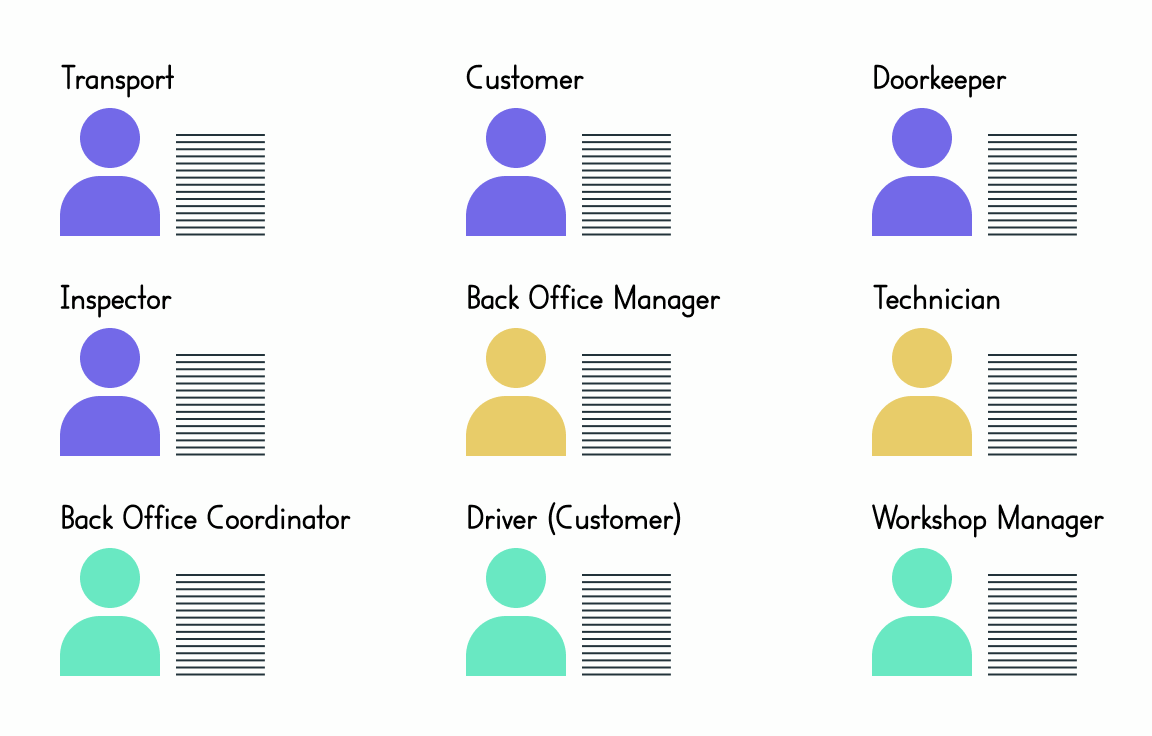 Transport
Customer
Doorkeeper
Inspector
Back Office Manager
Technician
Back Office Coordinator
Driver (Customer)
Workshop Manager